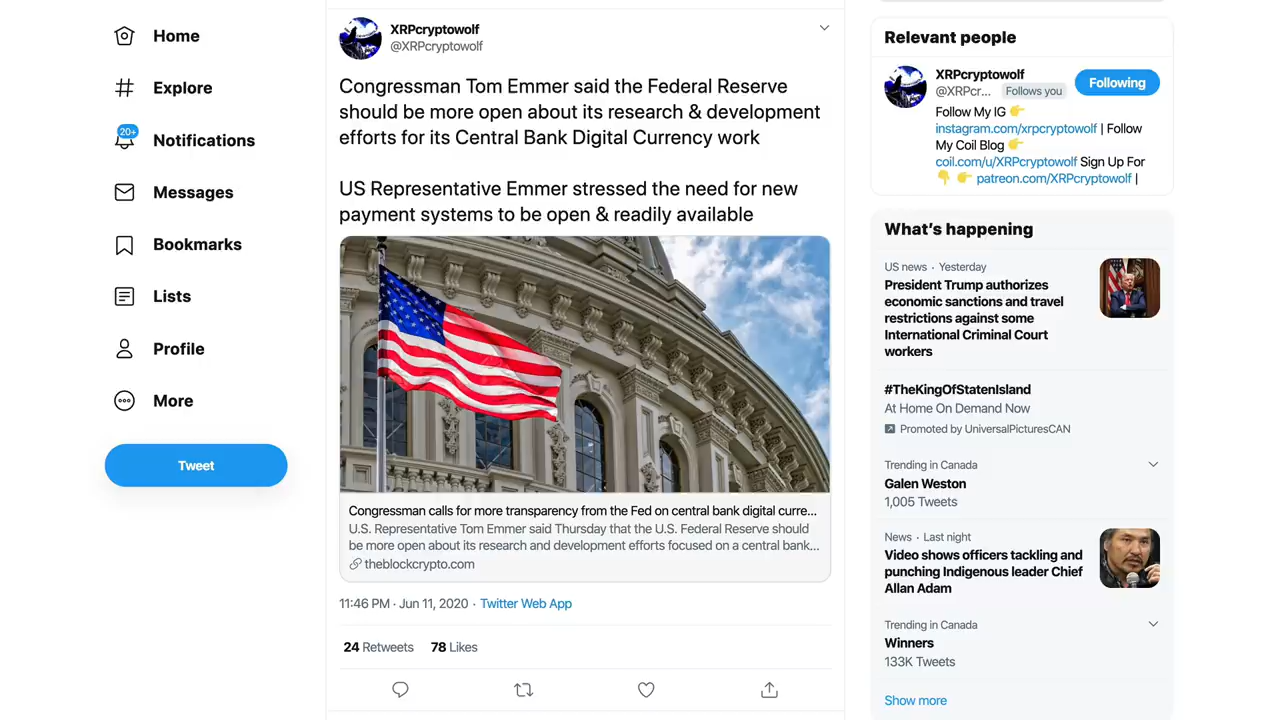 Home
Explore
20+
Notifications
Messages
Bookmarks
Lists
Profile
More
Tweet
XRPcryptowolf
@XRPcryptowolf
Congressman Tom Emmer said the Federal Reserve
should be more open about its research & development
efforts for its Central Bank Digital Currency work
US Representative Emmer stressed the need for new
payment systems to be open & readily available
Congressman calls for more transparency from the Fed on central bank digital curre...
U.S. Representative Tom Emmer said Thursday that the U.S. Federal Reserve should
be more open about its research and development efforts focused on a central bank...
theblockcrypto.com
11:46 PM · Jun 11, 2020 · Twitter Web App
24 Retweets 78 Likes
Relevant people
XRPcryptowolf
@XRPcr... Follows you
Following
Follow My IG 👉
instagram.com/xrpcryptowolf | Follow
My Coil Blog 👉
coil.com/u/XRPcryptowolf Sign Up For
👇 👉 patreon.com/XRPcryptowolf |
What's happening
US news · Yesterday
President Trump authorizes
economic sanctions and travel
restrictions against some
International Criminal Court
workers
#TheKingOfStatenIsland
At Home On Demand Now
Promoted by UniversalPicturesCAN
Trending in Canada
Galen Weston
1,005 Tweets
News · Last night
Video shows officers tackling and
punching Indigenous leader Chief
Allan Adam
Trending in Canada
Winners
133K Tweets
Show more